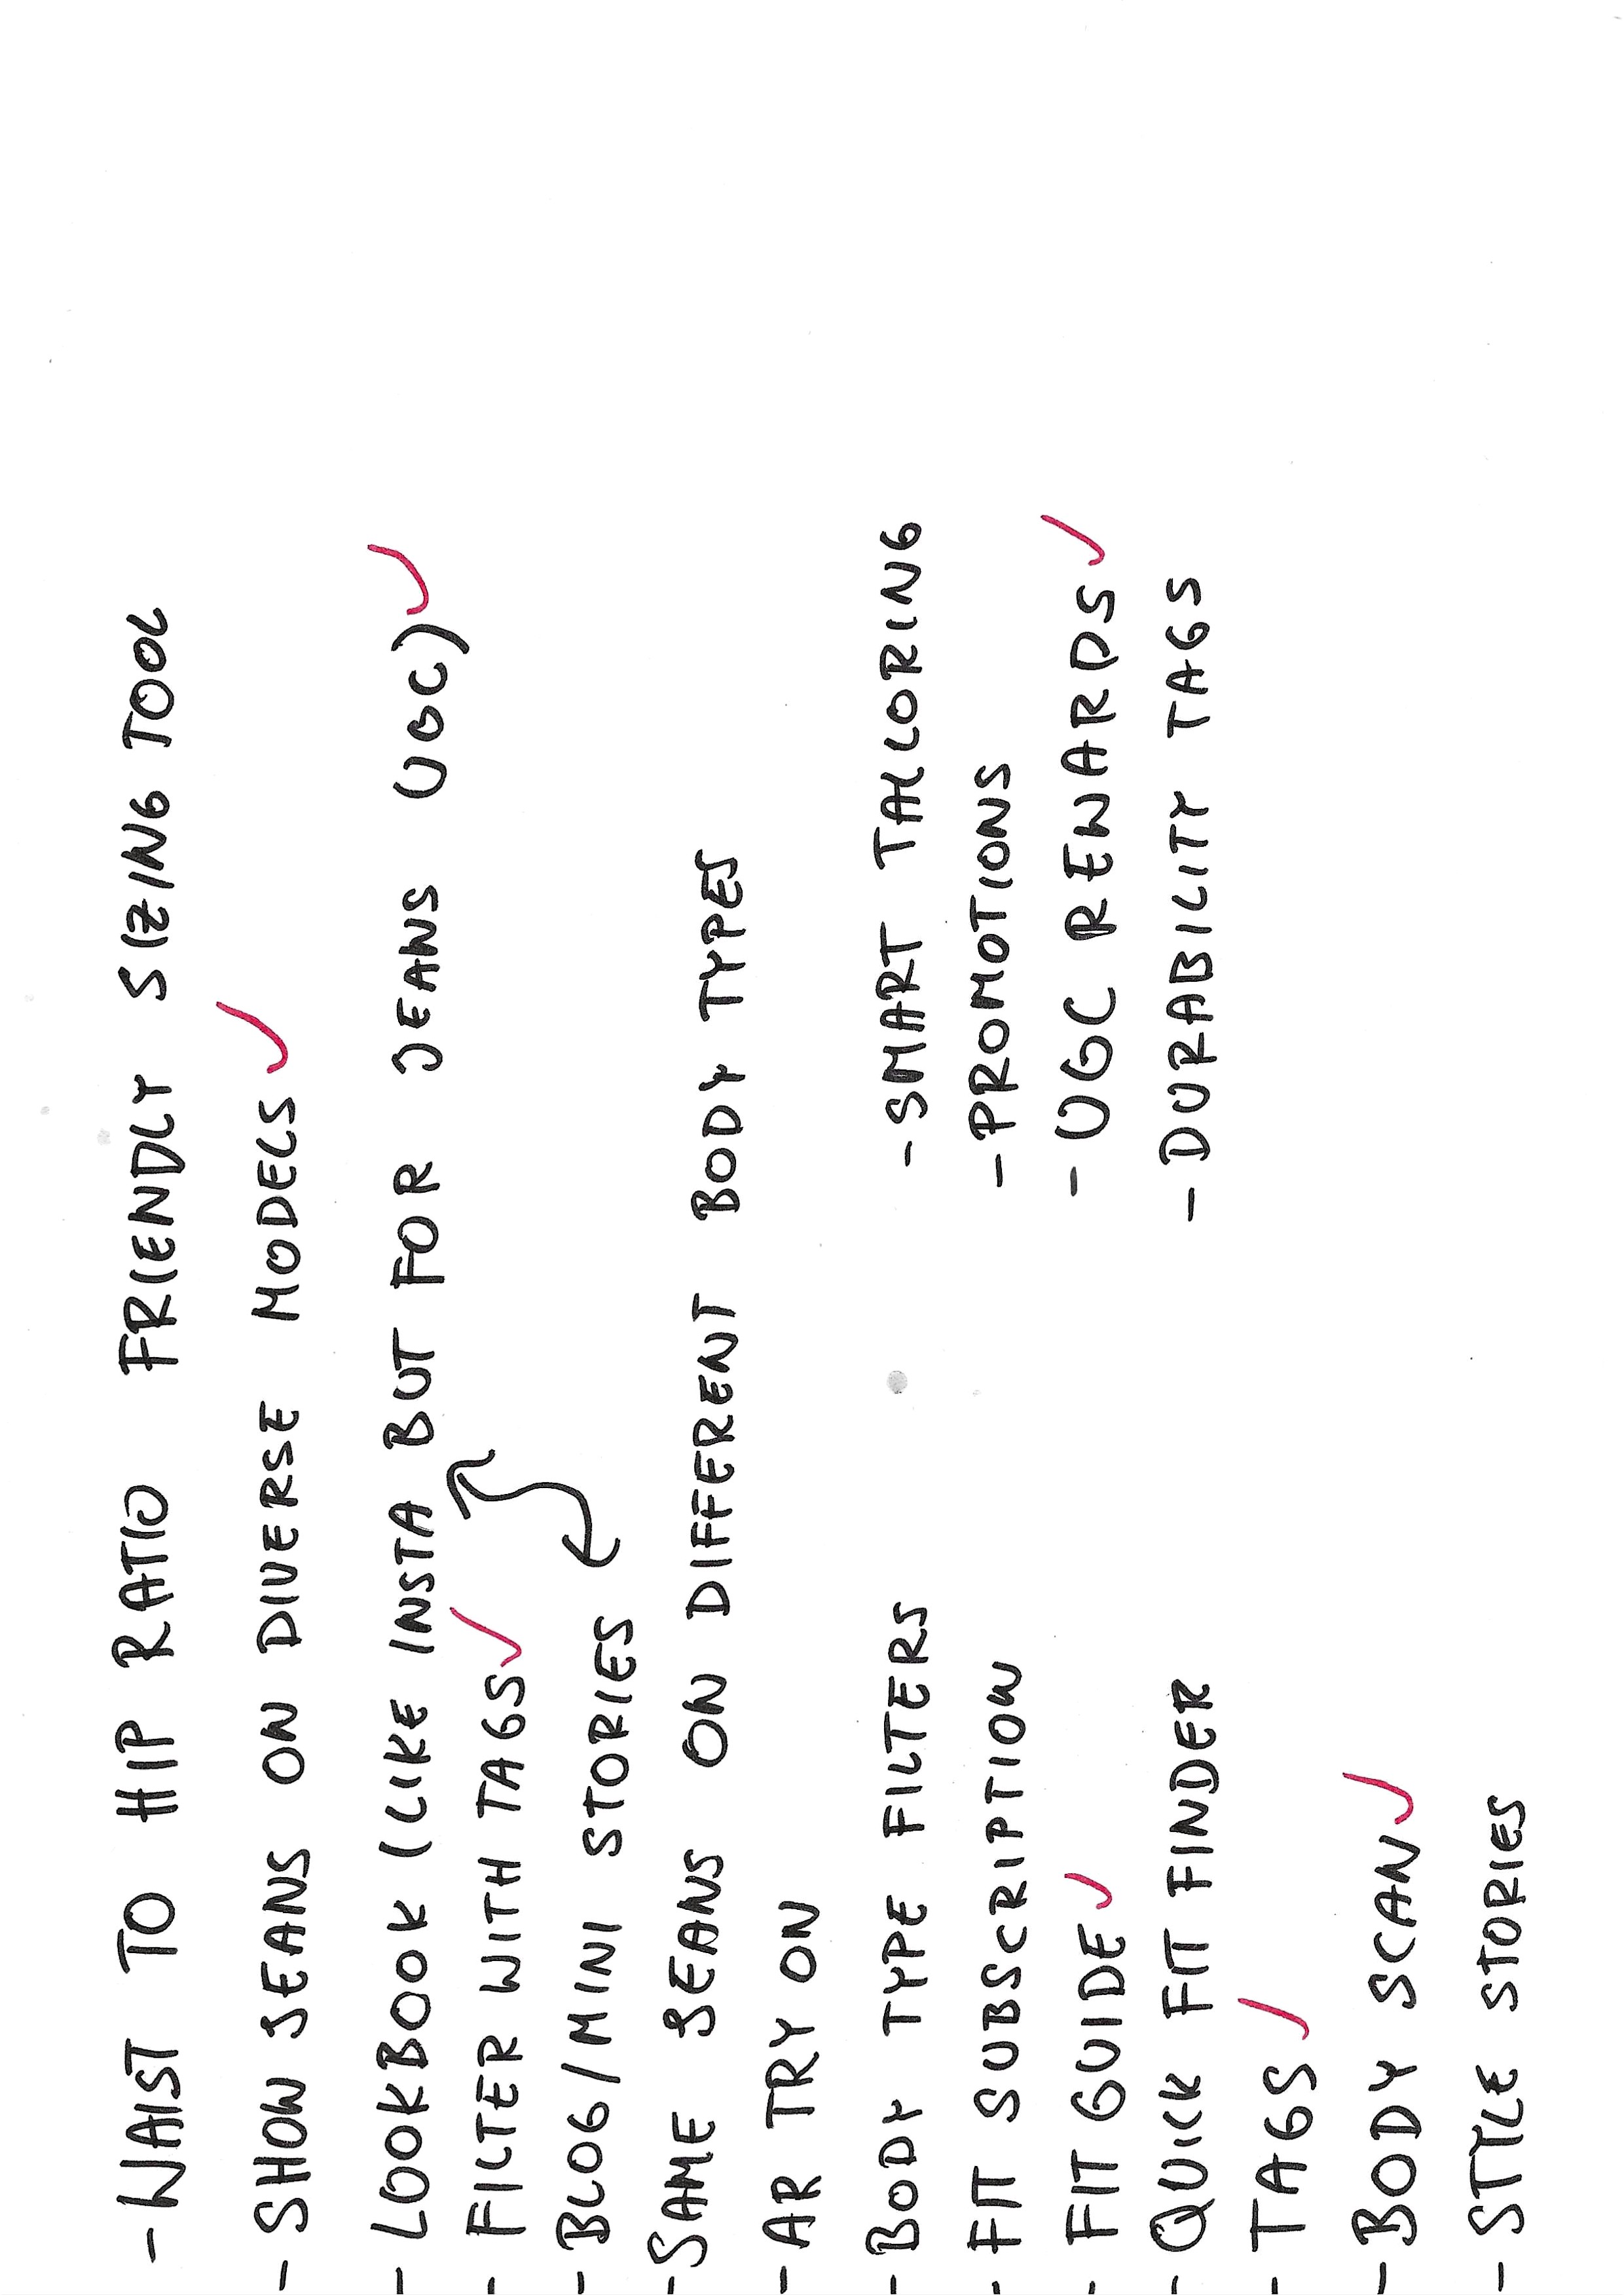 - WAIST TO HIP RATIO FRIENDLY SIZING TOOL
- SHOW JEANS ON DIVERSE MODELS ✓
- LOOKBOOK (LIKE INSTA BUT FOR JEANS UGC) ✓
- FILTER WITH TAGS ✓
- BLOG/MINI STORIES
- SAME JEANS ON DIFFERENT BODY TYPES
- AR TRY ON
- BODY TYPE FILTERS
- FIT SUBSCRIPTION
- FIT GUIDE ✓
- QUICK FIT FINDER
- TAGS ✓
- BODY SCAN ✓
- STYLE STORIES
- SMART TAILORING
- PROMOTIONS
- UGC REWARDS ✓
- DURABILITY TAGS